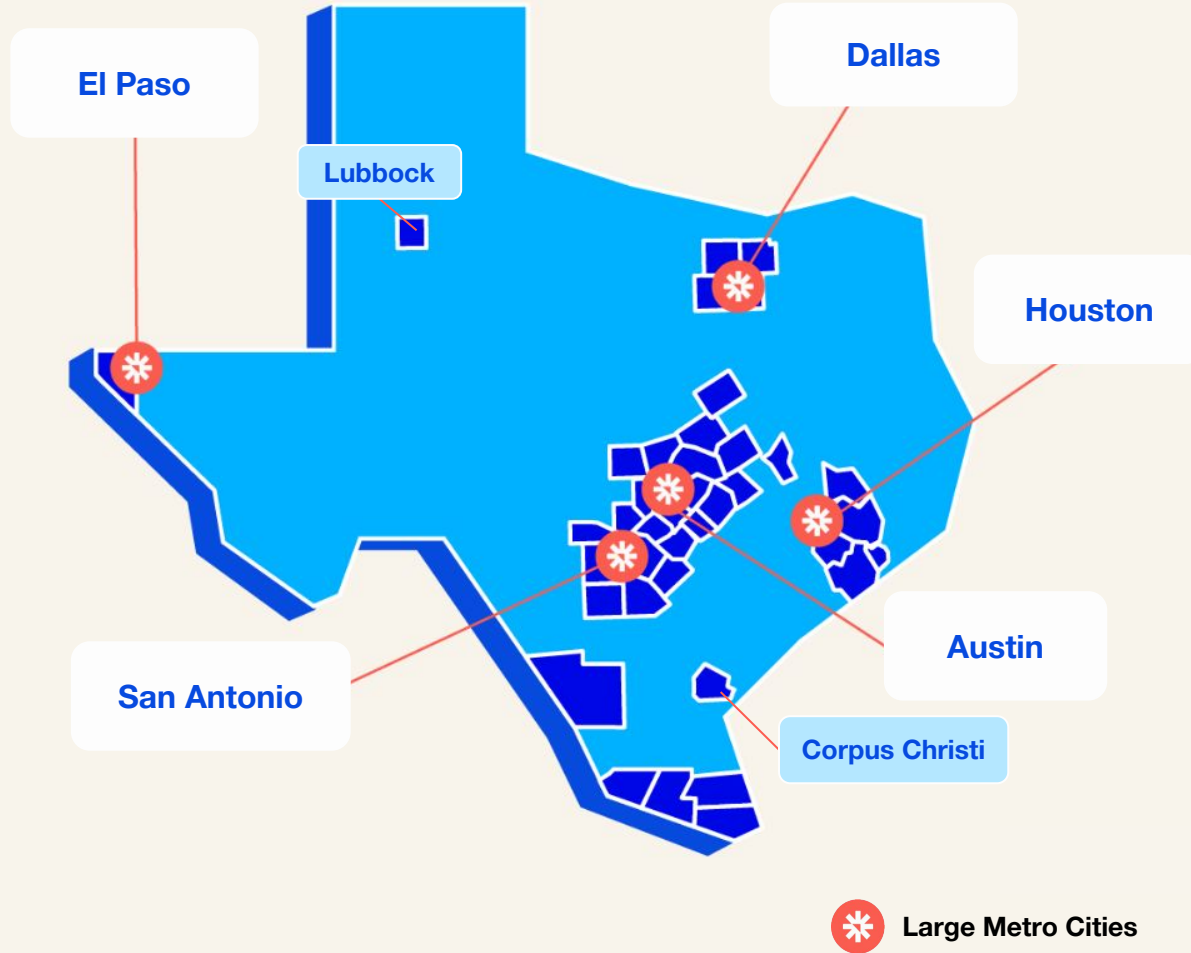 El Paso
Dallas
Lubbock
Houston
Austin
San Antonio
Corpus Christi
Large Metro Cities